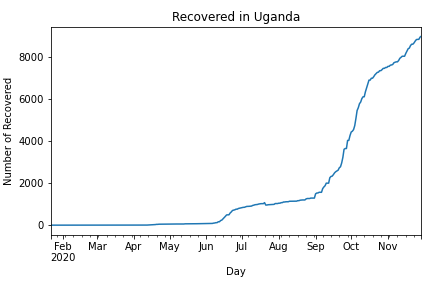 Recovered in Uganda
Number of Recovered
8000
6000
4000
2000
0
Feb Mar Apr May Jun Jul Aug Sep Oct Nov
2020
Day